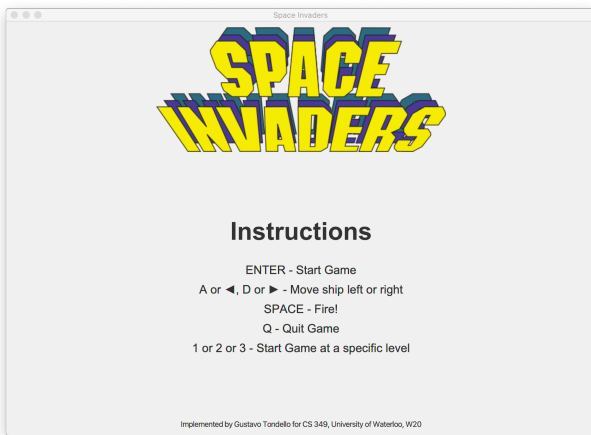 Space Invaders
SPACE
INVADERS
Instructions
ENTER - Start Game
A or ◄, D or ► - Move ship left or right
SPACE - Fire!
Q - Quit Game
1 or 2 or 3 - Start Game at a specific level
Implemented by Gustavo Tondello for CS 349, University of Waterloo, W20